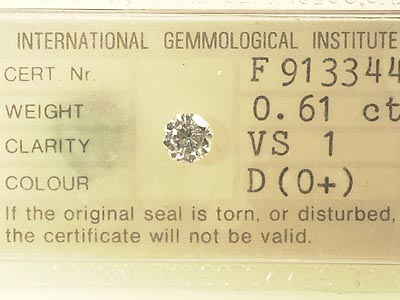 INTERNATIONAL GEMMOLOGICAL INSTITUTE
CERT. Nr. F 913344
WEIGHT 0.61 ct
CLARITY VS 1
COLOUR D(0+)
If the original seal is torn, or disturbed,
the certificate will not be valid.